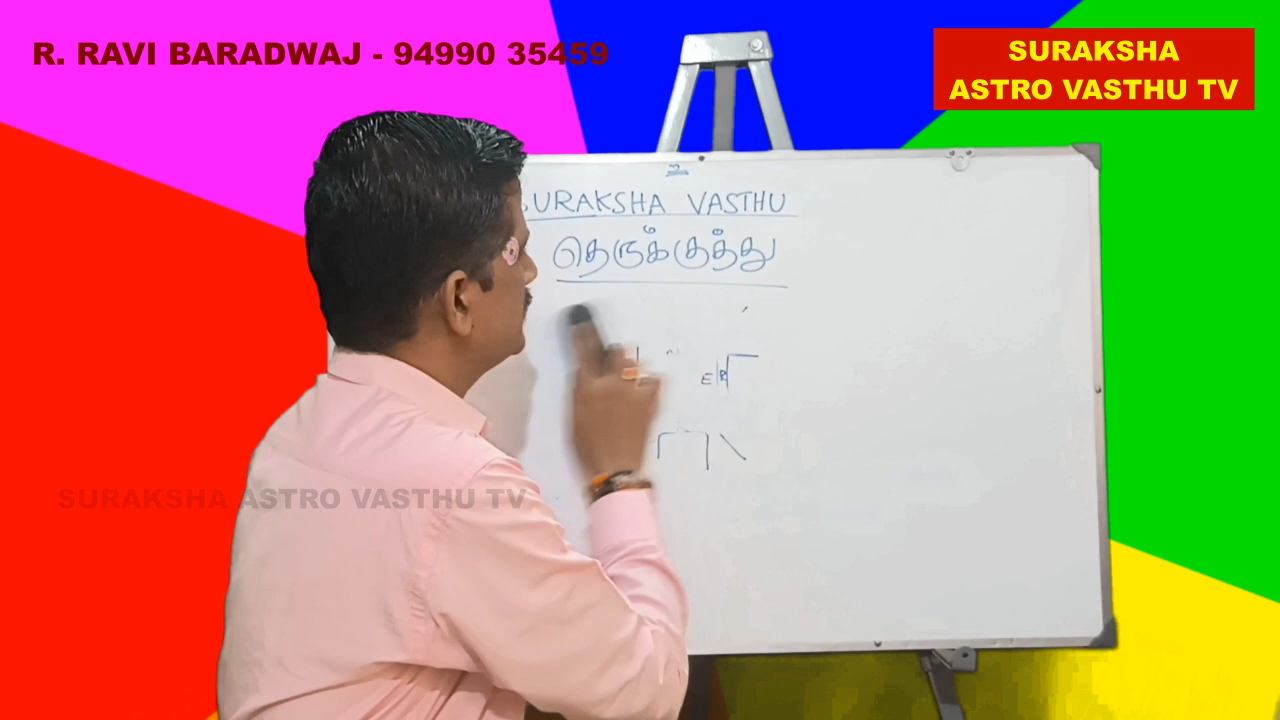 R. RAVI BARADWAJ - 94990 35459
SURAKSHA
ASTRO VASTHU TV
உ
SURAKSHA VASTHU
தெருக்குத்து
E
SURAKSHA ASTRO VASTHU TV